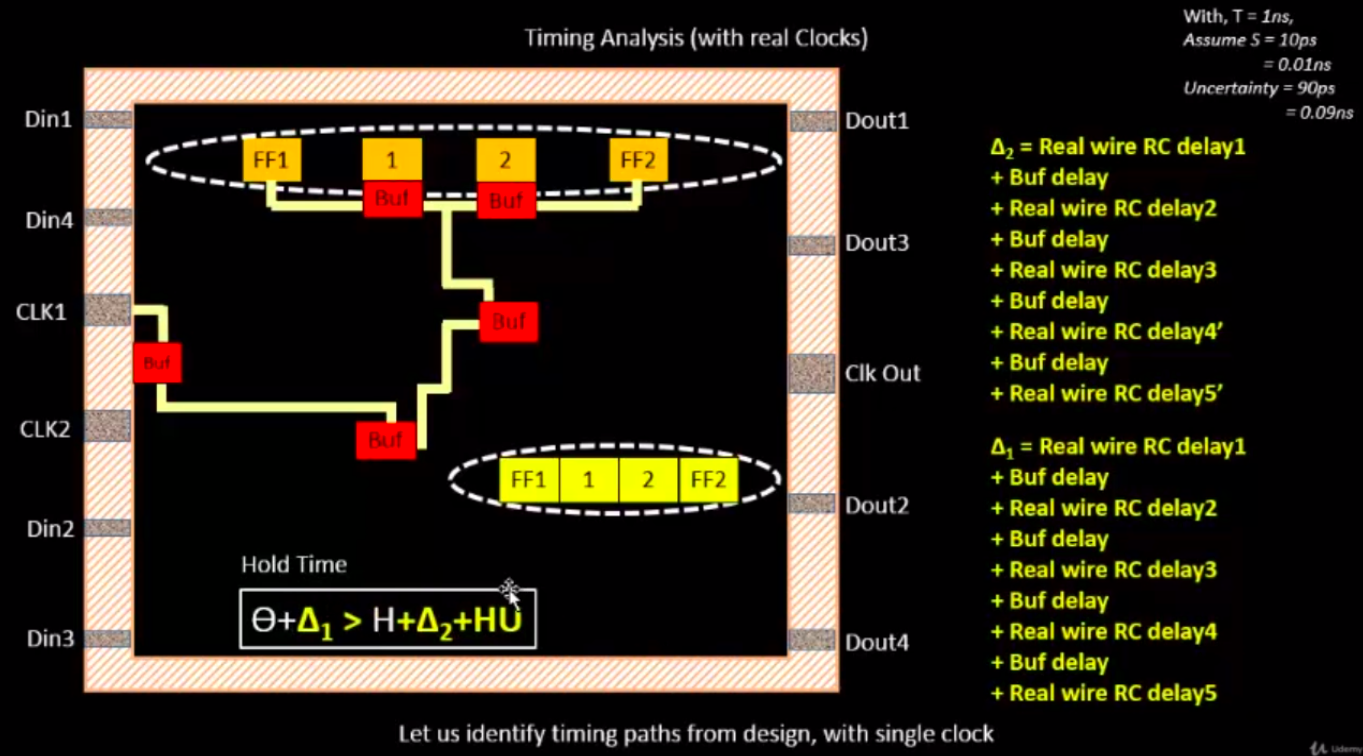 Timing Analysis (with real Clocks)
With, T = 1ns,
Assume S = 10ps
= 0.01ns
Uncertainty = 90ps
= 0.09ns
Din1
Din4
CLK1
CLK2
Din2
Din3
FF1
1
2
FF2
Buf
Buf
Buf
Buf
Buf
FF1
1
2
FF2
Hold Time
Ө+Δ₁ > H+Δ₂+HU
Dout1
Dout3
Clk Out
Dout2
Dout4
Δ₂ = Real wire RC delay1
+ Buf delay
+ Real wire RC delay2
+ Buf delay
+ Real wire RC delay3
+ Buf delay
+ Real wire RC delay4’
+ Buf delay
+ Real wire RC delay5’
Δ₁ = Real wire RC delay1
+ Buf delay
+ Real wire RC delay2
+ Buf delay
+ Real wire RC delay3
+ Buf delay
+ Real wire RC delay4
+ Buf delay
+ Real wire RC delay5
Let us identify timing paths from design, with single clock
Udemy